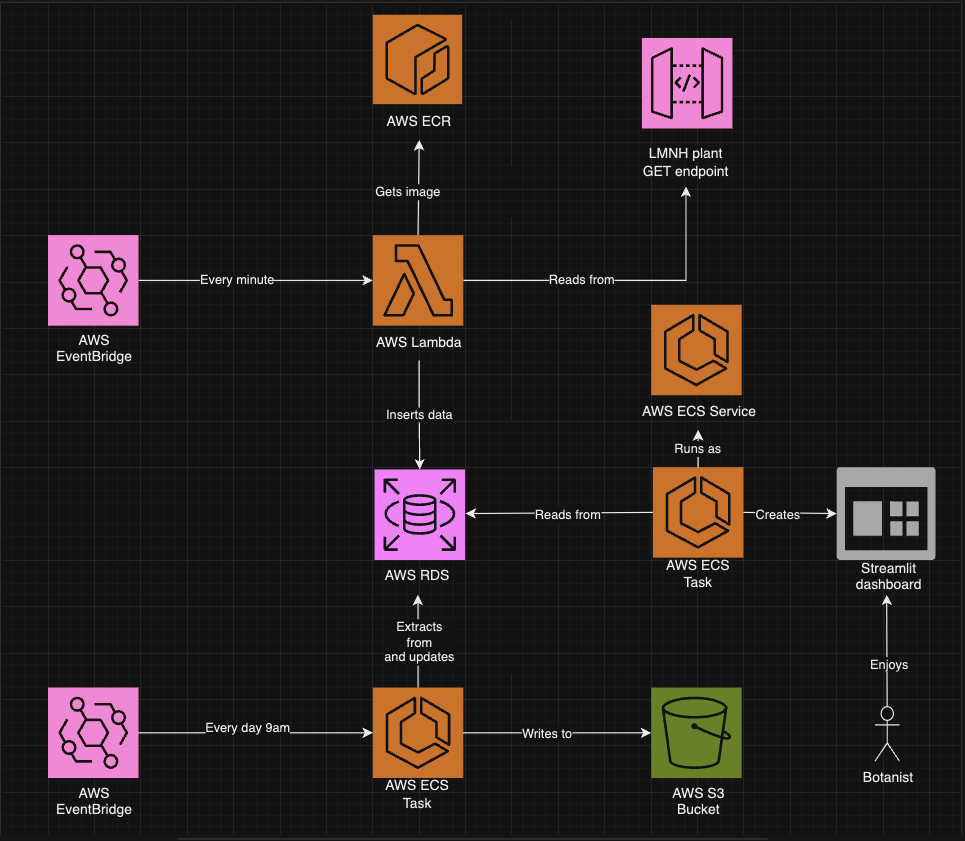 AWS ECR
LMNH plant
GET endpoint
Gets image
Every minute
Reads from
AWS
EventBridge
AWS Lambda
AWS ECS Service
Inserts data
Runs as
Reads from
Creates
AWS RDS
AWS ECS
Task
Streamlit
dashboard
Extracts
from
and updates
Enjoys
Every day 9am
Writes to
Botanist
AWS
EventBridge
AWS ECS
Task
AWS S3
Bucket